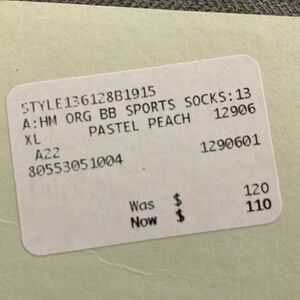 STYLE136128B1915
A:HM ORG BB SPORTS SOCKS:13
XL PASTEL PEACH 12906
A22 1290601
80553051004
Was $ 120
Now $ 110